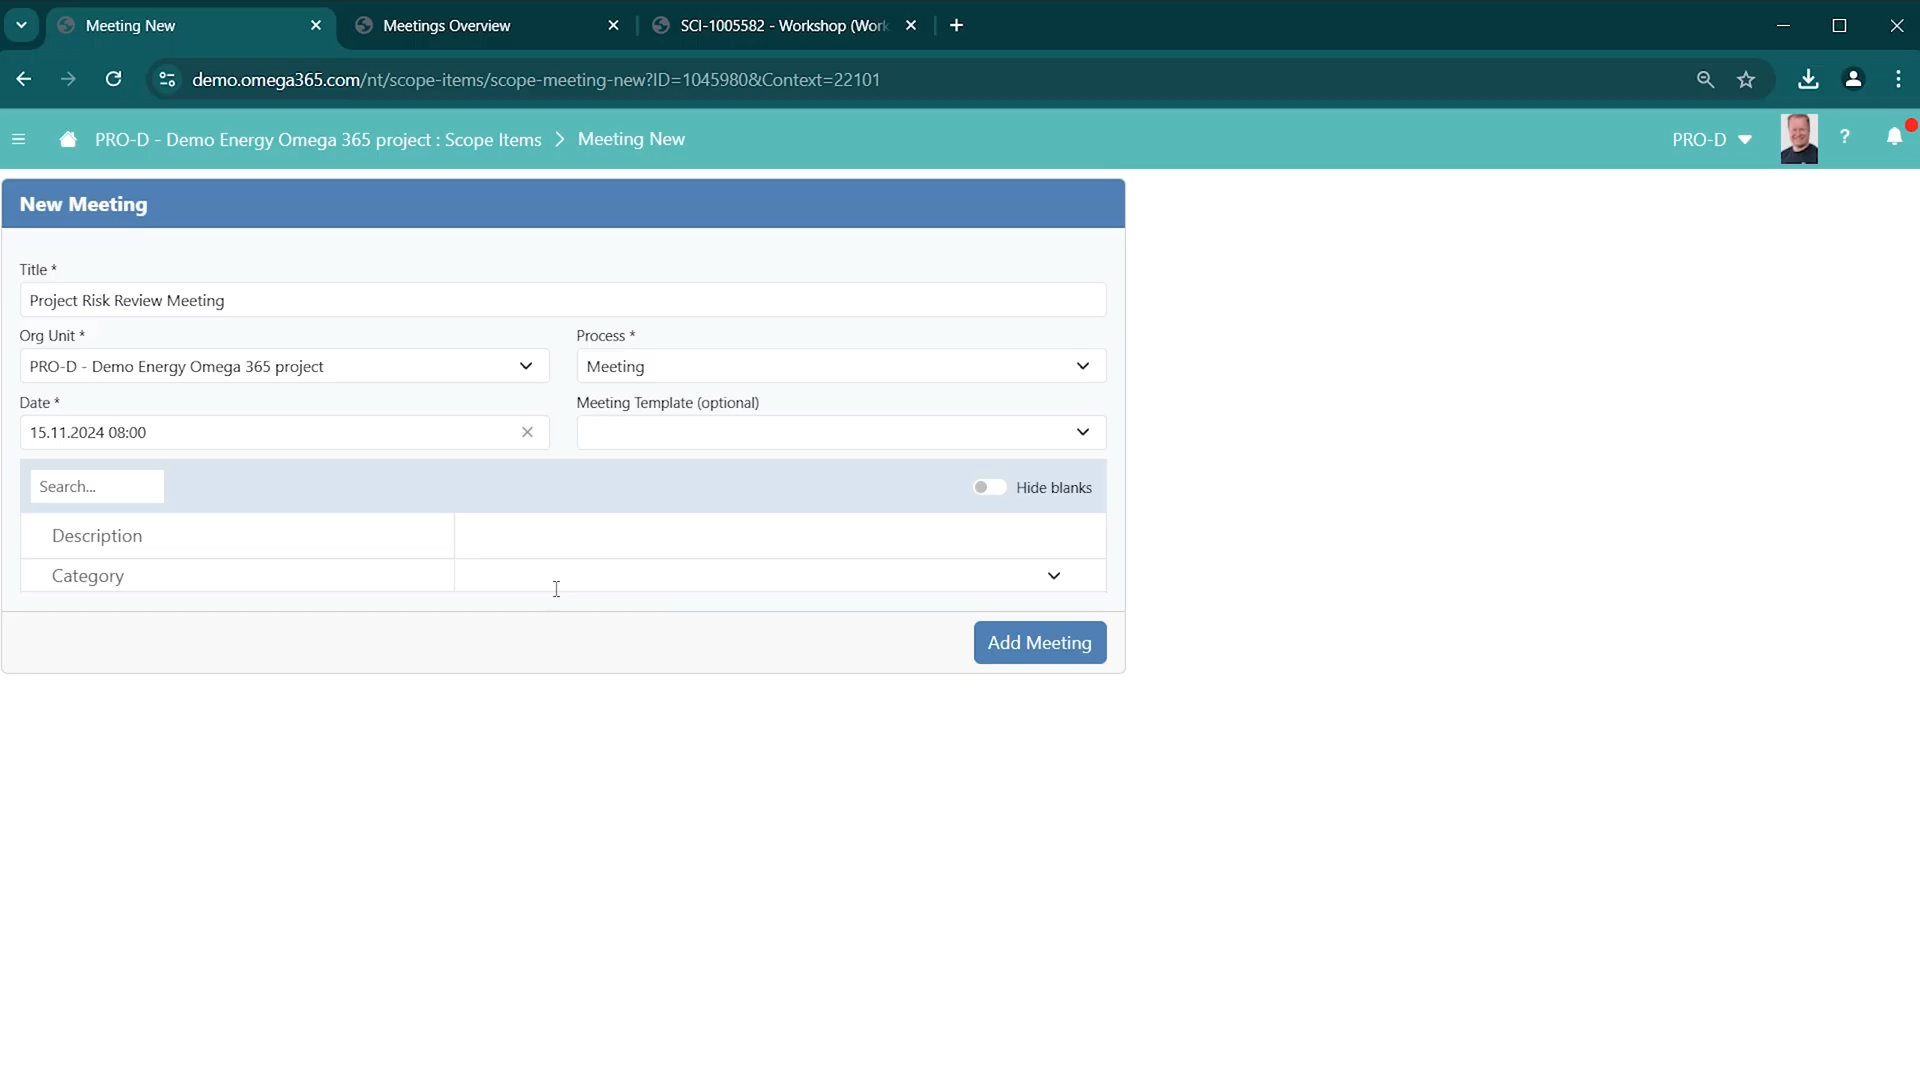 Meeting New
Meetings Overview
SCI-1005582 - Workshop (Work
demo.omega365.com/nt/scope-items/scope-meeting-new?ID=1045980&Context=22101
PRO-D - Demo Energy Omega 365 project : Scope Items > Meeting New
PRO-D
?
New Meeting
Title *
Project Risk Review Meeting
Org Unit *
Process *
PRO-D - Demo Energy Omega 365 project
Meeting
Date *
Meeting Template (optional)
15.11.2024 08:00
Search...
Hide blanks
Description
Category
Add Meeting